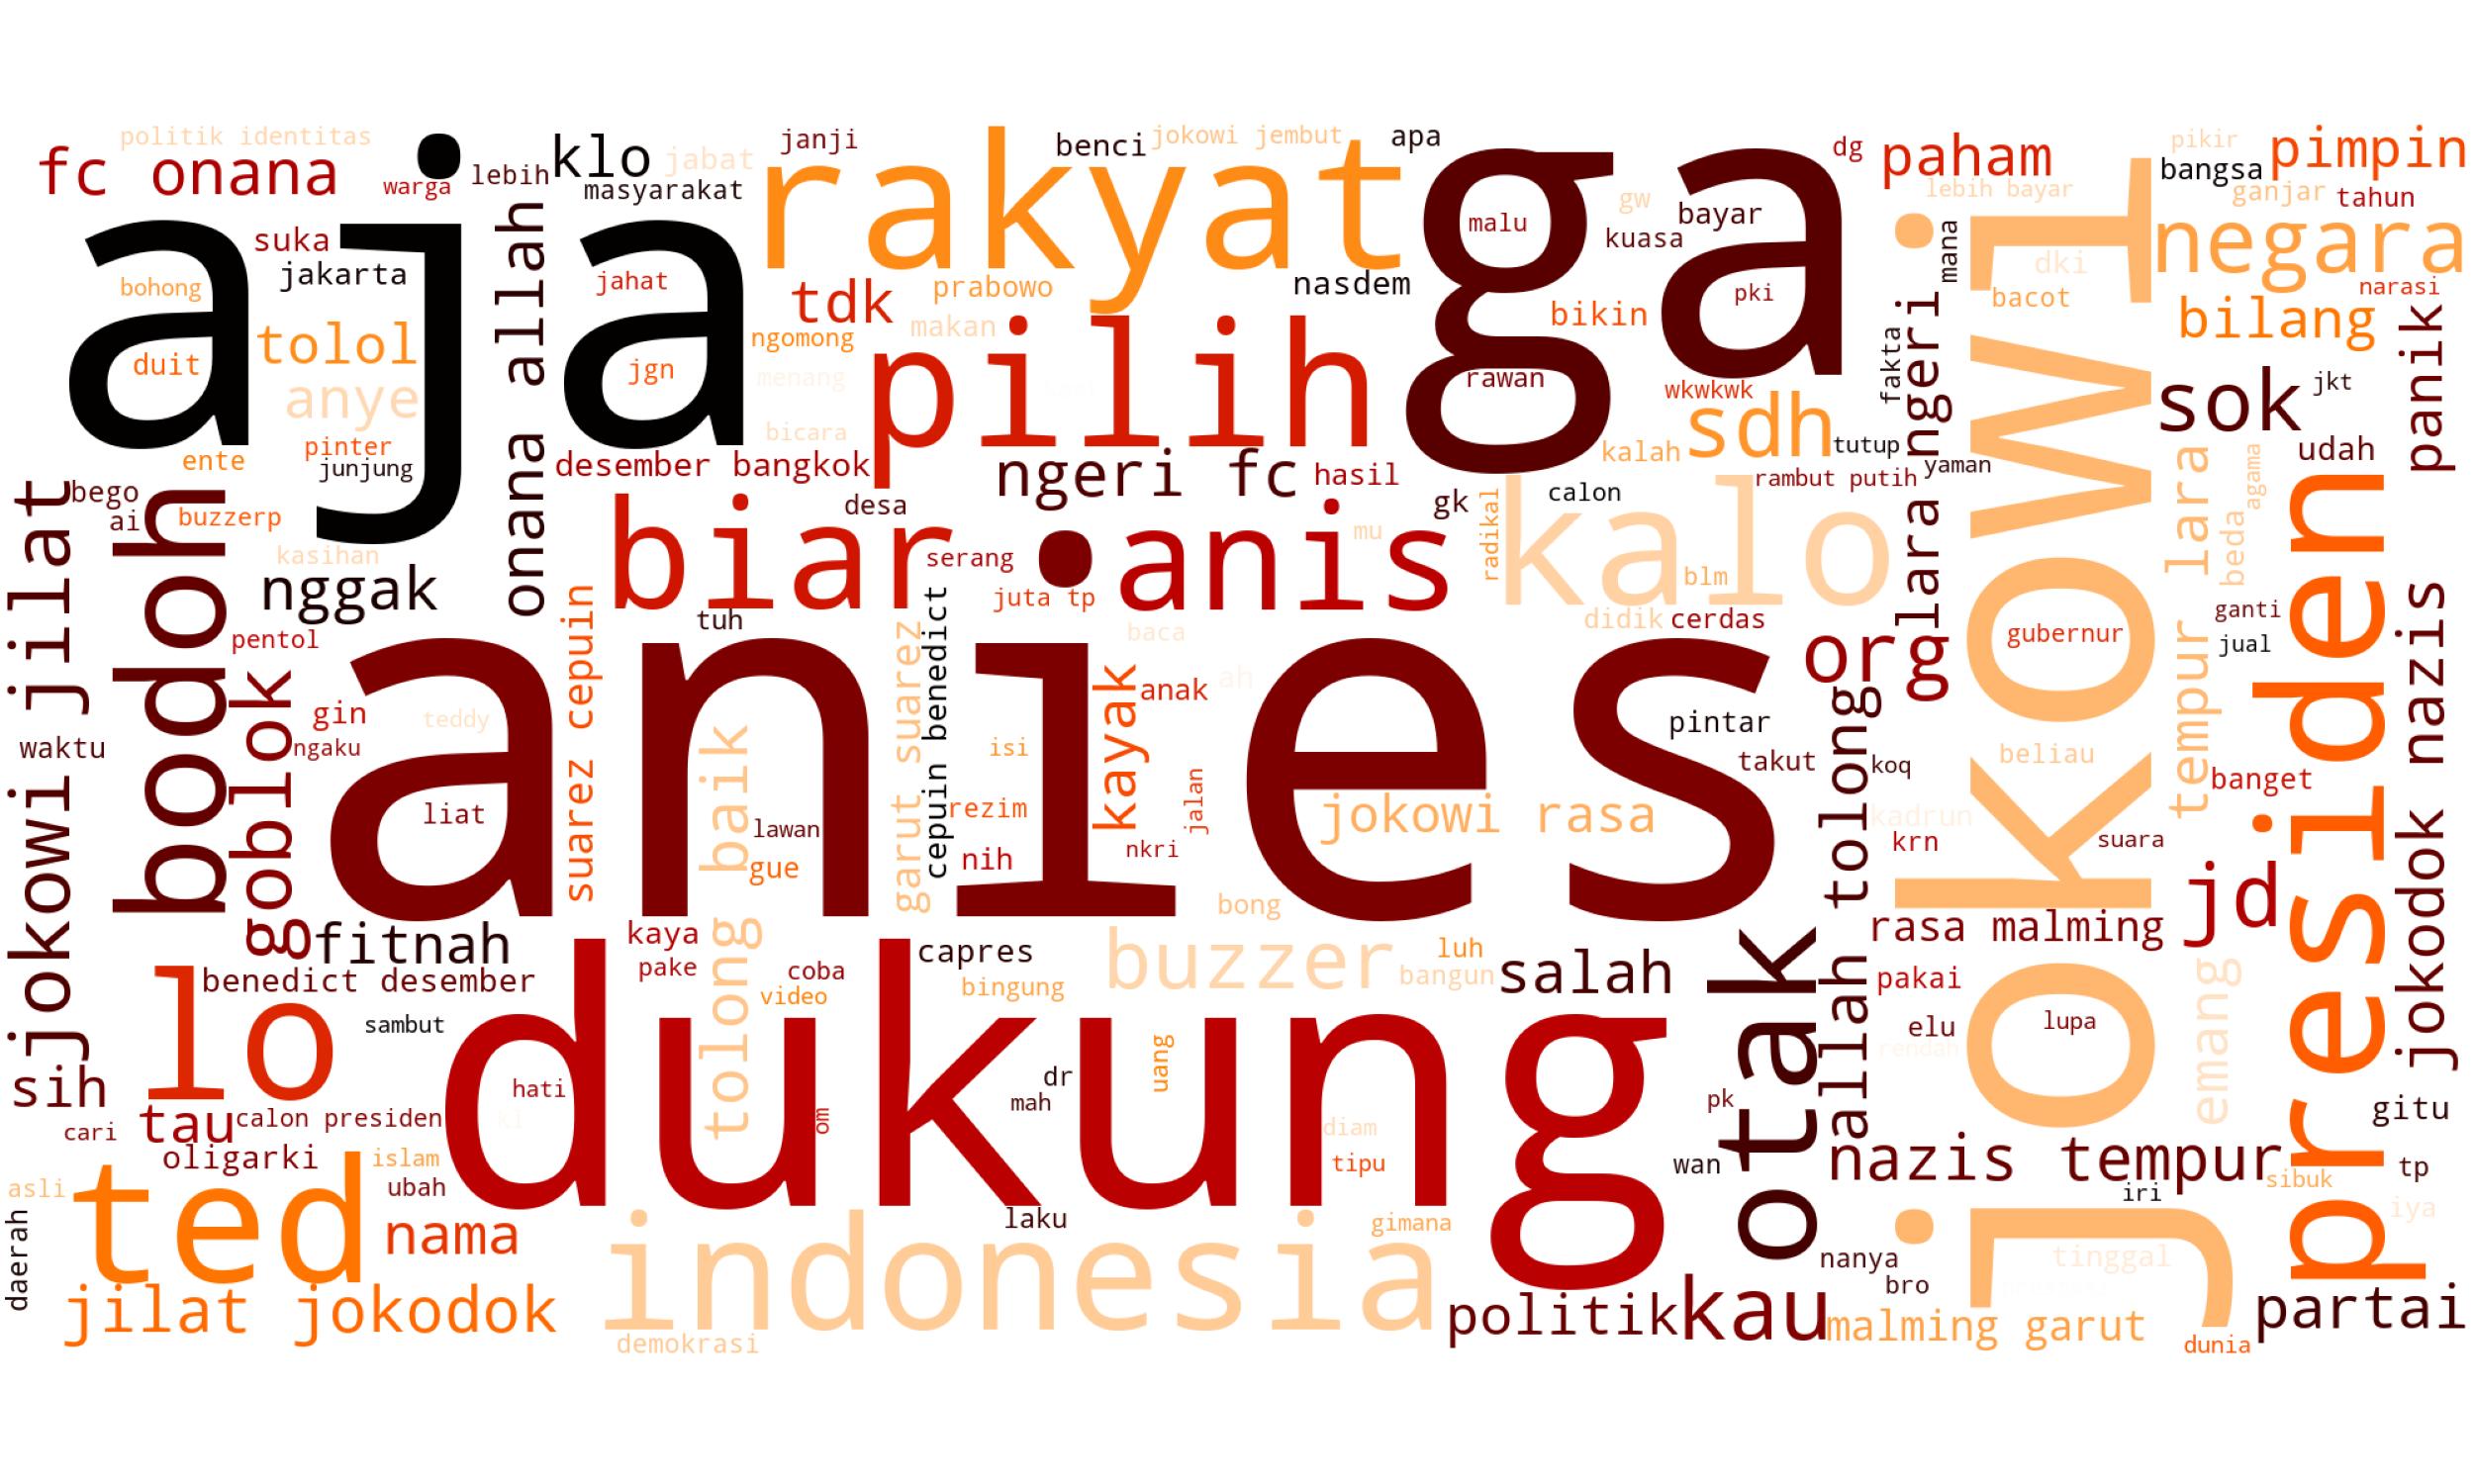 politik identitas
fc onana
warga
lebih
klo
masyarakat
jabat
janji
rakyat
benci
jokowi jembut
apa
ga
dg
paham
lebih bayar
pikir
bangsa
pimpin
ganjar
tahun
negara
aja
suka
jakarta
bohong
duit
tolol
anye
pinter
junjung
ente
onana allah
jahat
jgn
tdk
prabowo
nasdem
ngomong
makan
menang
bicara
pilih
malu
gw
bayar
kuasa
pki
bikin
rawan
wkwkwk
sdh
fakta
mana
lara ngeri
dki
bacot
narasi
bilang
sok
jkt
panik
udah
desember bangkok
ngeri fc
hasil
kalah
tutup
yaman
rambut putih
agama
bego
ai
buzzerp
kasihan
nggak
biar
desa
serang
juta tp
anis
mu
gk
calon
radikal
kalo
blm
didik
cerdas
org
jokowi
gubernur
tempur lara
beda
ganti
jual
presiden
jokodok nazis
jokowi jilat
bodoh
pentol
goblok
gin
ngaku
waktu
teddy
liat
anies
suarez cepuin
tuh
tolong baik
lawan
gue
garut suarez
cepuin benedict
baca
ah
anak
kayak
isi
rezim
nih
nkri
jalan
jokowi rasa
pintar
takut
koq
allah tolong
kadrun
krn
beliau
suara
banget
jd
fitnah
benedict desember
kaya
pake
coba
video
capres
bingung
bong
buzzer
luh
bangun
salah
otak
rasa malming
pakai
elu
rendah
lupa
emang
lo
sambut
sih
tau
calon presiden
cari
oligarki
islam
ubah
asli
ted
nama
daerah
jilat jokodok
dukung
hati
kl
om
dr
mah
uang
diam
tipu
laku
gimana
indonesia
demokrasi
pk
wan
nazis tempur
iri
sibuk
gitu
tp
iya
nanya
bro
tinggal
politik
kau
malming garut
dunia
partai